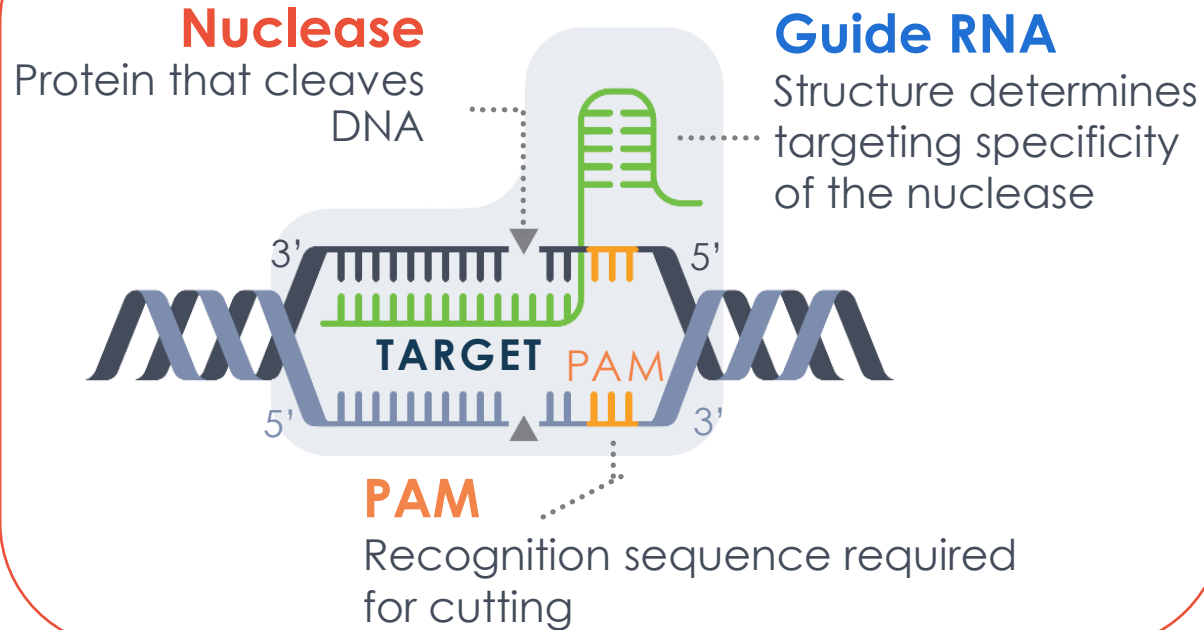 Nuclease
Protein that cleaves
DNA
Guide RNA
Structure determines
targeting specificity
of the nuclease
3’
5’
TARGET
PAM
5’
3’
PAM
Recognition sequence required
for cutting